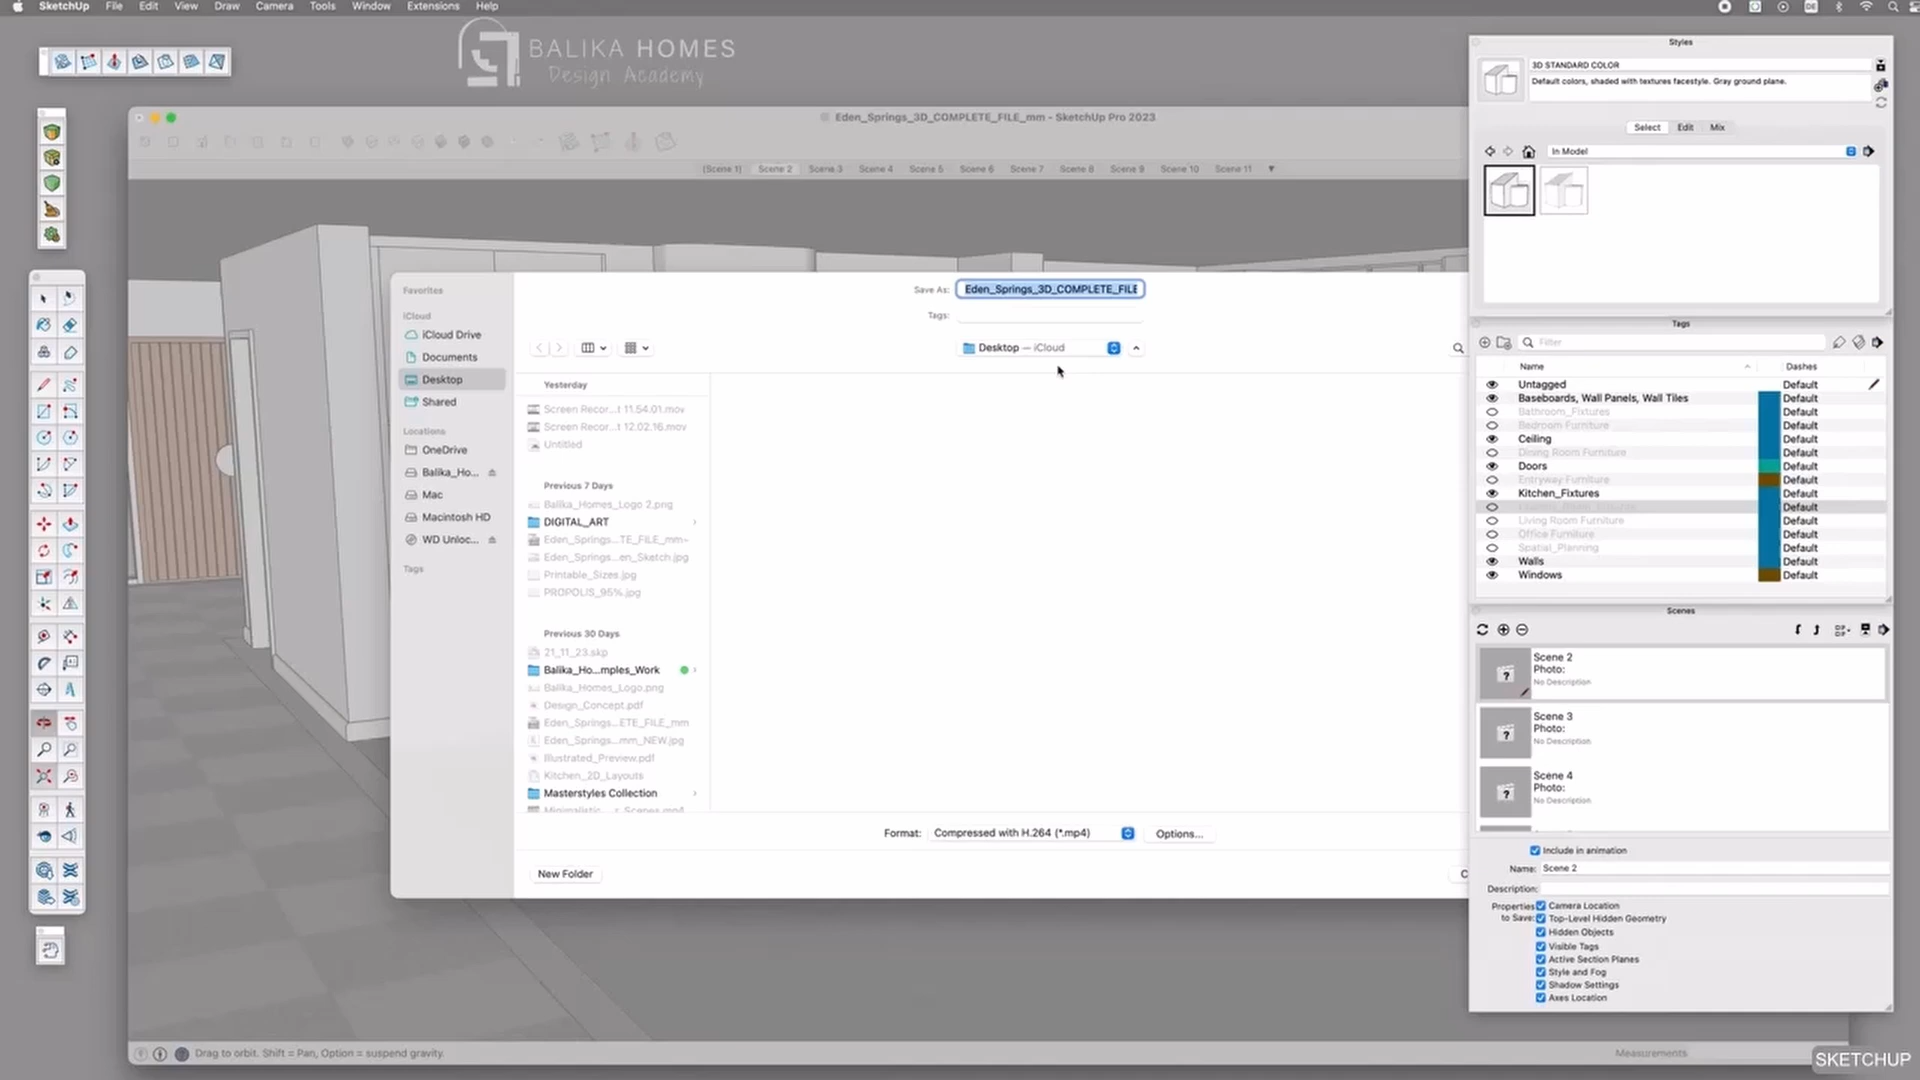 SketchUp File Edit View Draw Camera Tools Window Extensions Help
BALIKA HOMES
Design Academy
Eden_Springs_3D_COMPLETE_FILE_mm - SketchUp Pro 2023
(Scene 1) Scene 2 Scene 3 Scene 4 Scene 5 Scene 6 Scene 7 Scene 8 Scene 9 Scene 10 Scene 11
Favorites
iCloud
iCloud Drive
Documents
Desktop
Shared
Locations
OneDrive
Balika_Ho...
Mac
Macintosh HD
WD Unloc...
Tags
Save As: Eden_Springs_3D_COMPLETE_FILE
Tags:
Desktop — iCloud
Yesterday
Screen Recor...t 11.54.01.mov
Screen Recor...t 12.02.16.mov
Untitled
Previous 7 Days
Balika_Homes_Logo 2.png
DIGITAL_ART
Eden_Springs...TE_FILE_mm~
Eden_Springs...en_Sketch.jpg
Printable_Sizes.jpg
PROPOLIS_95%.jpg
Previous 30 Days
21_11_23.skp
Balika_Ho...mples_Work
Balika_Homes_Logo.png
Design_Concept.pdf
Eden_Springs...ETE_FILE_mm
Eden_Springs...mm_NEW.jpg
Illustrated_Preview.pdf
Kitchen_2D_Layouts
Masterstyles Collection
Minimalistic ...r_Scenes.mp4
Format: Compressed with H.264 (*.mp4)
Options...
New Folder
C
Drag to orbit. Shift = Pan, Option = suspend gravity.
Measurements
Styles
3D STANDARD COLOR
Default colors, shaded with textures facestyle. Gray ground plane.
Select Edit Mix
In Model
Tags
Filter
Name Dashes
Untagged Default
Baseboards, Wall Panels, Wall Tiles Default
Bathroom_Fixtures Default
Bedroom Furniture Default
Ceiling Default
Dining Room Furniture Default
Doors Default
Entryway Furniture Default
Kitchen_Fixtures Default
Default
Living Room Furniture Default
Office Furniture Default
Spatial_Planning Default
Walls Default
Windows Default
Scenes
Scene 2
Photo:
No Description
Scene 3
Photo:
No Description
Scene 4
Photo:
No Description
Include in animation
Name: Scene 2
Description:
Properties to Save:
Camera Location
Top-Level Hidden Geometry
Hidden Objects
Visible Tags
Active Section Planes
Style and Fog
Shadow Settings
Axes Location
SKETCHUP